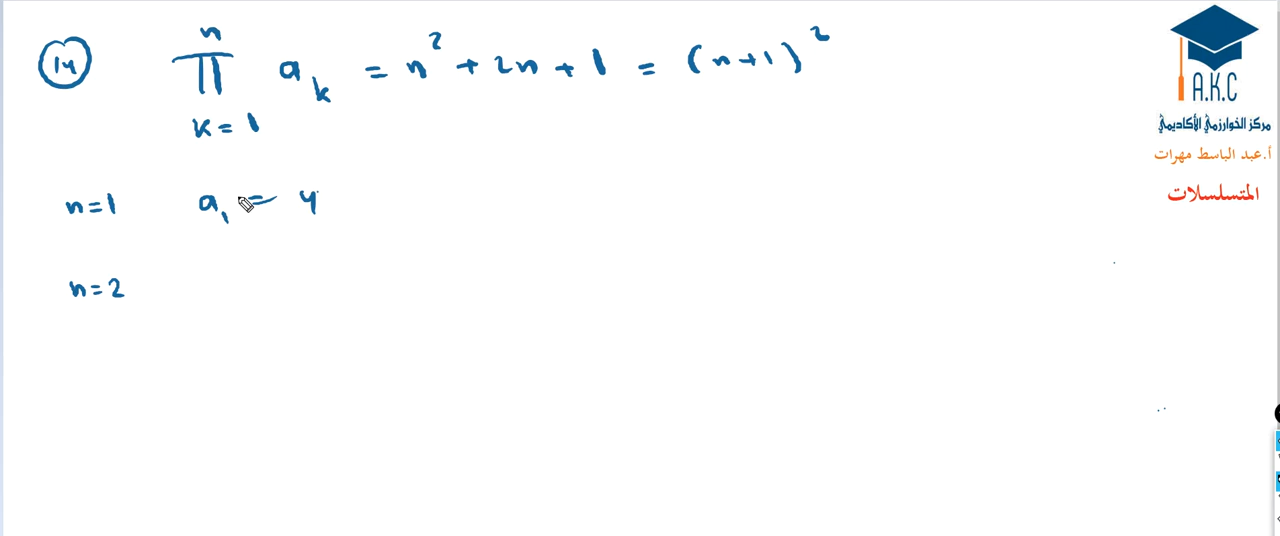 14 n∏k=1 a_k = n² + 2n + 1 = (n+1)²
n=1 a₁ = 4
n=2
A.K.C
مركز الخوارزمي الأكاديمي
أ.عبد الباسط مهرات
المتسلسلات